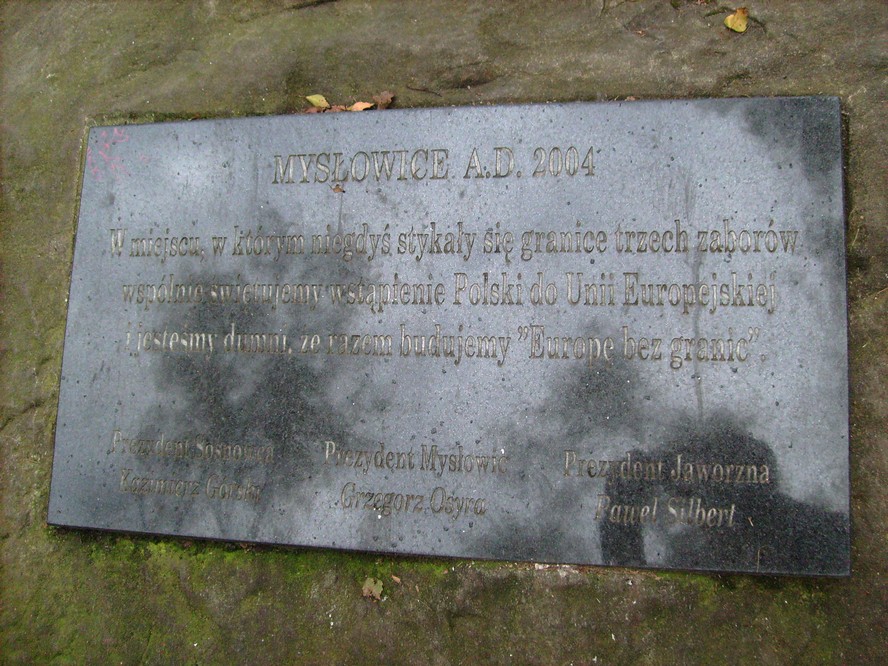 MYSŁOWICE A.D. 2004
W miejscu, w którym niegdyś stykały się granice trzech zaborów
wspólnie świętujemy wstąpienie Polski do Unii Europejskiej
i jesteśmy dumni, że razem budujemy "Europę bez granic".
Prezydent Sosnowca Prezydent Mysłowic Prezydent Jaworzna
Kazimierz Górski Grzegorz Osyra Paweł Silbert